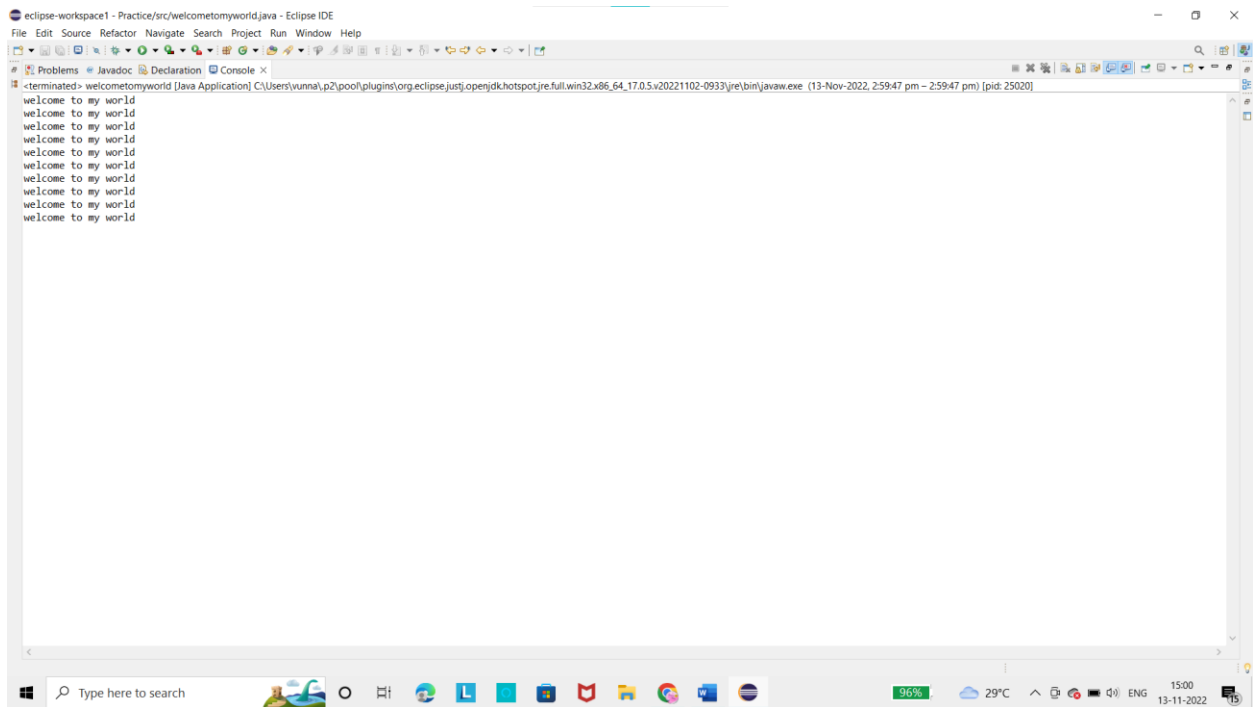 eclipse-workspace1 - Practice/src/welcometomyworld.java - Eclipse IDE
File Edit Source Refactor Navigate Search Project Run Window Help
Problems Javadoc Declaration Console
<terminated> welcometomyworld [Java Application] C:\Users\vunna\.p2\pool\plugins\org.eclipse.justj.openjdk.hotspot.jre.full.win32.x86_64_17.0.5.v20221102-0933\jre\bin\javaw.exe (13-Nov-2022, 2:59:47 pm – 2:59:47 pm) [pid: 25020]
welcome to my world
welcome to my world
welcome to my world
welcome to my world
welcome to my world
welcome to my world
welcome to my world
welcome to my world
welcome to my world
welcome to my world
Type here to search
L
W
96%
29°C
ENG
15:00
13-11-2022
15